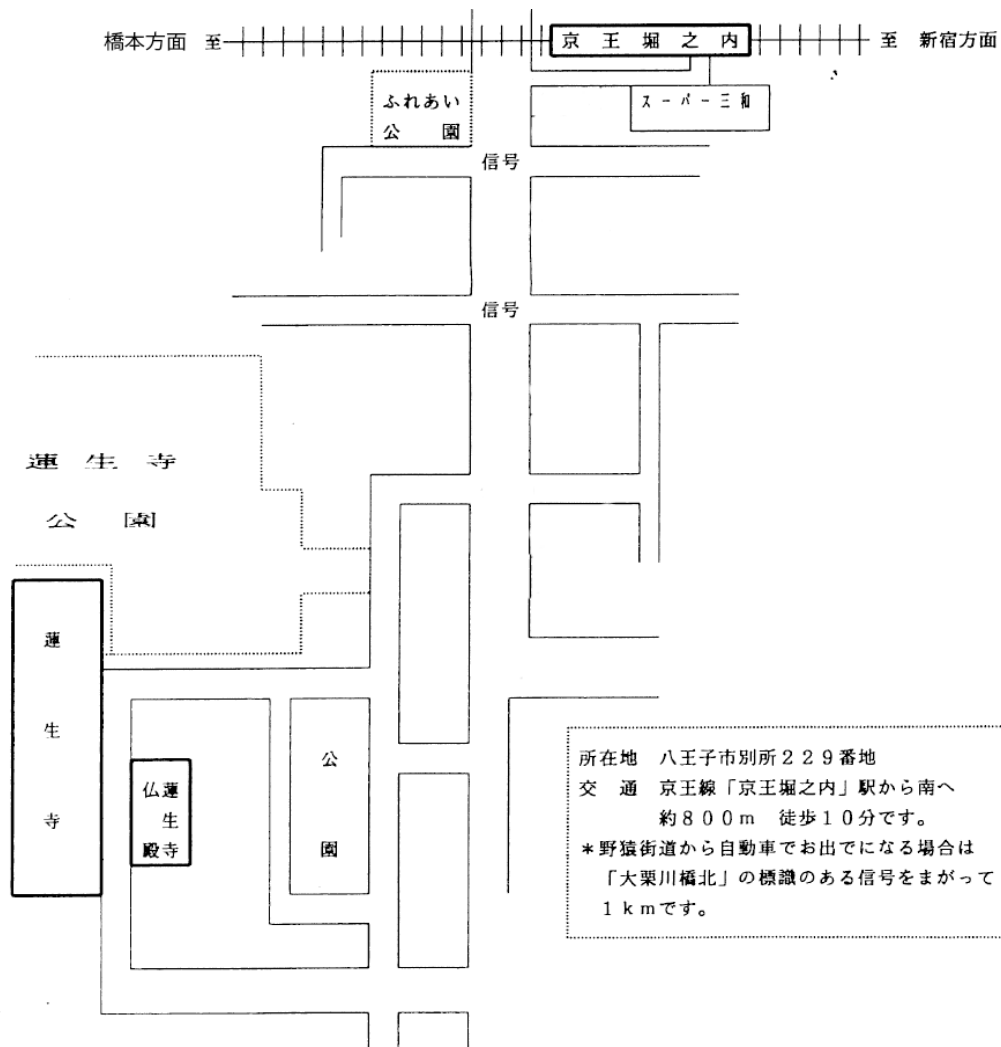 橋本方面 至
京王堀之内
至 新宿方面
ふれあい
公園
スーパー三和
信号
信号
蓮生寺
公園
蓮生寺
蓮生寺
仏殿
公園
所在地 八王子市別所229番地
交 通 京王線「京王堀之内」駅から南へ
約800m 徒歩10分です。
*野猿街道から自動車でお出でになる場合は
「大栗川橋北」の標識のある信号をまがって
1kmです。